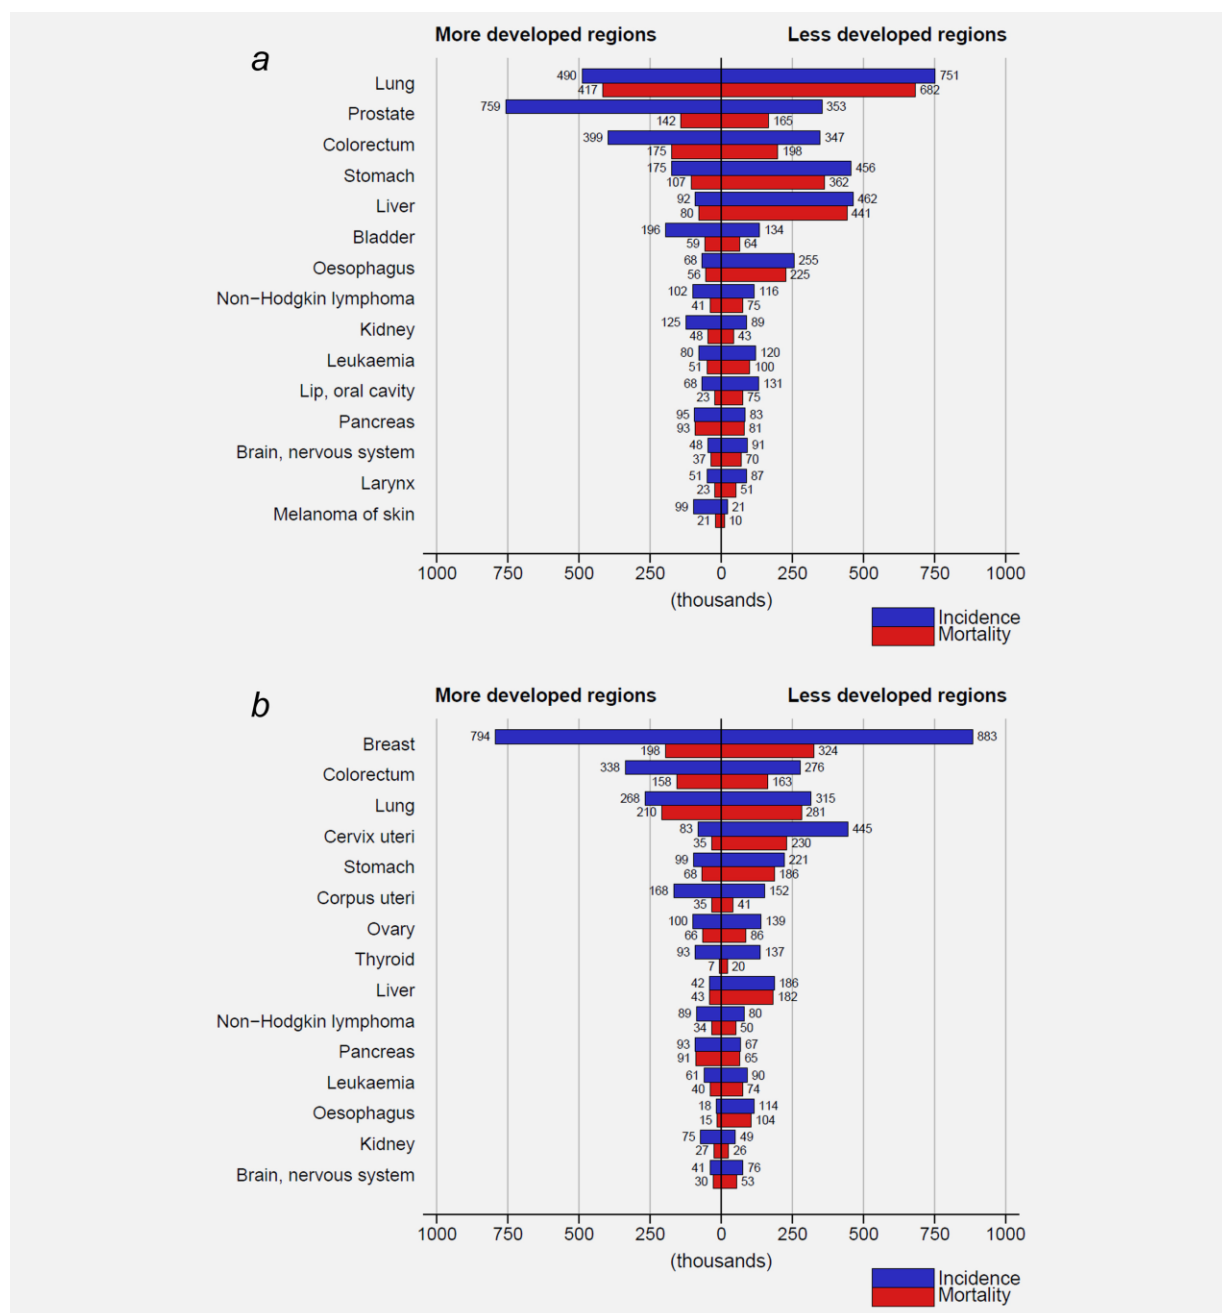 a
More developed regions Less developed regions
Lung 490 751
417 682
Prostate 759 353
142 165
Colorectum 399 347
175 198
Stomach 175 456
107 362
Liver 92 462
80 441
Bladder 196 134
59 64
Oesophagus 68 255
56 225
Non−Hodgkin lymphoma 102 116
41 75
Kidney 125 89
48 43
Leukaemia 80 120
51 100
Lip, oral cavity 68 131
23 75
Pancreas 95 83
93 81
Brain, nervous system 48 91
37 70
Larynx 51 87
23 51
Melanoma of skin 99 21
21 10
1000 750 500 250 0 250 500 750 1000
(thousands)
Incidence
Mortality
b
More developed regions Less developed regions
Breast 794 883
198 324
Colorectum 338 276
158 163
Lung 268 315
210 281
Cervix uteri 83 445
35 230
Stomach 99 221
68 186
Corpus uteri 168 152
35 41
Ovary 100 139
66 86
Thyroid 93 137
7 20
Liver 42 186
43 182
Non−Hodgkin lymphoma 89 80
34 50
Pancreas 93 67
91 65
Leukaemia 61 90
40 74
Oesophagus 18 114
15 104
Kidney 75 49
27 26
Brain, nervous system 41 76
30 53
1000 750 500 250 0 250 500 750 1000
(thousands)
Incidence
Mortality